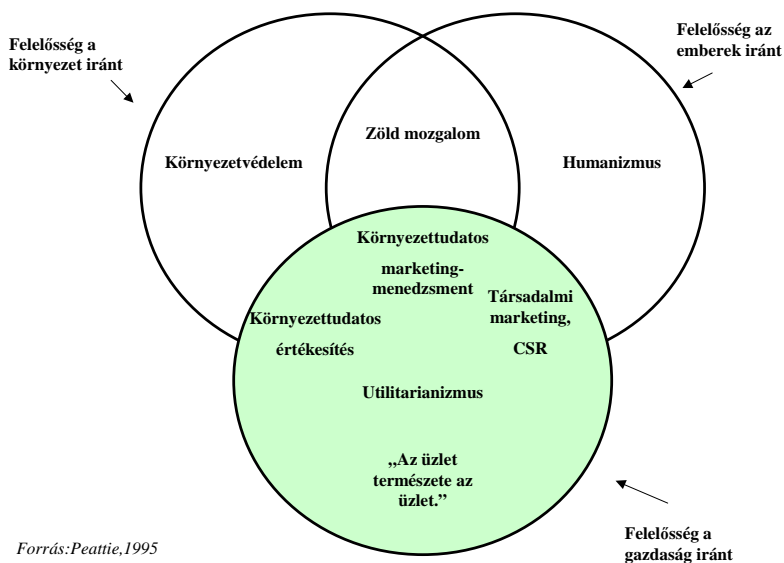 Felelősség a
környezet iránt
Felelősség az
emberek iránt
Zöld mozgalom
Környezetvédelem
Humanizmus
Környezettudatos
marketing-
menedzsment
Társadalmi
marketing,
CSR
Környezettudatos
értékesítés
Utilitarianizmus
„Az üzlet
természete az
üzlet.”
Felelősség a
gazdaság iránt
Forrás:Peattie,1995